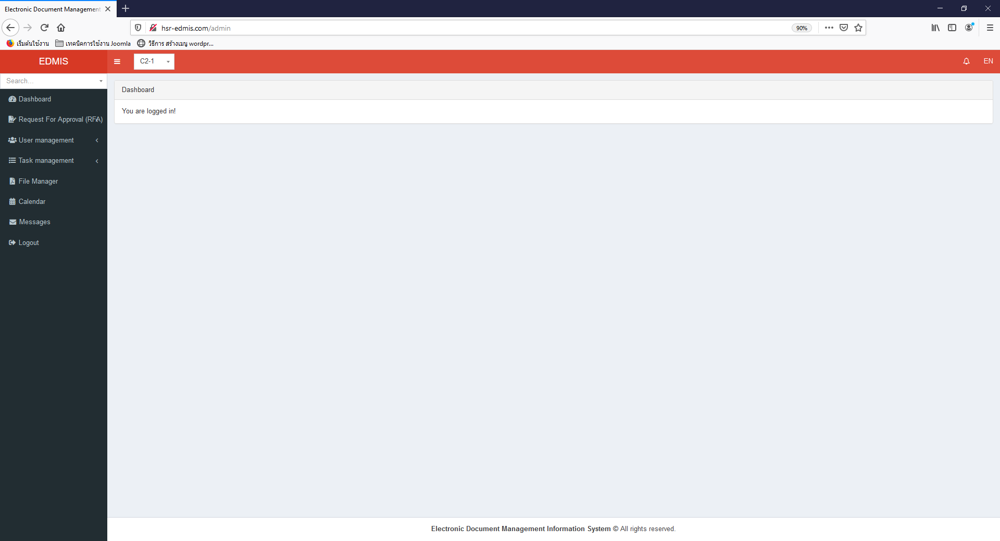 Electronic Document Management
hsr-edmis.com/admin
90%
เริ่มต้นใช้งาน
เทคนิคการใช้งาน Joomla
วิธีการ สร้างเมนู wordpr...
EDMIS
C2-1
EN
Search...
Dashboard
Request For Approval (RFA)
User management
Task management
File Manager
Calendar
Messages
Logout
Dashboard
You are logged in!
Electronic Document Management Information System © All rights reserved.